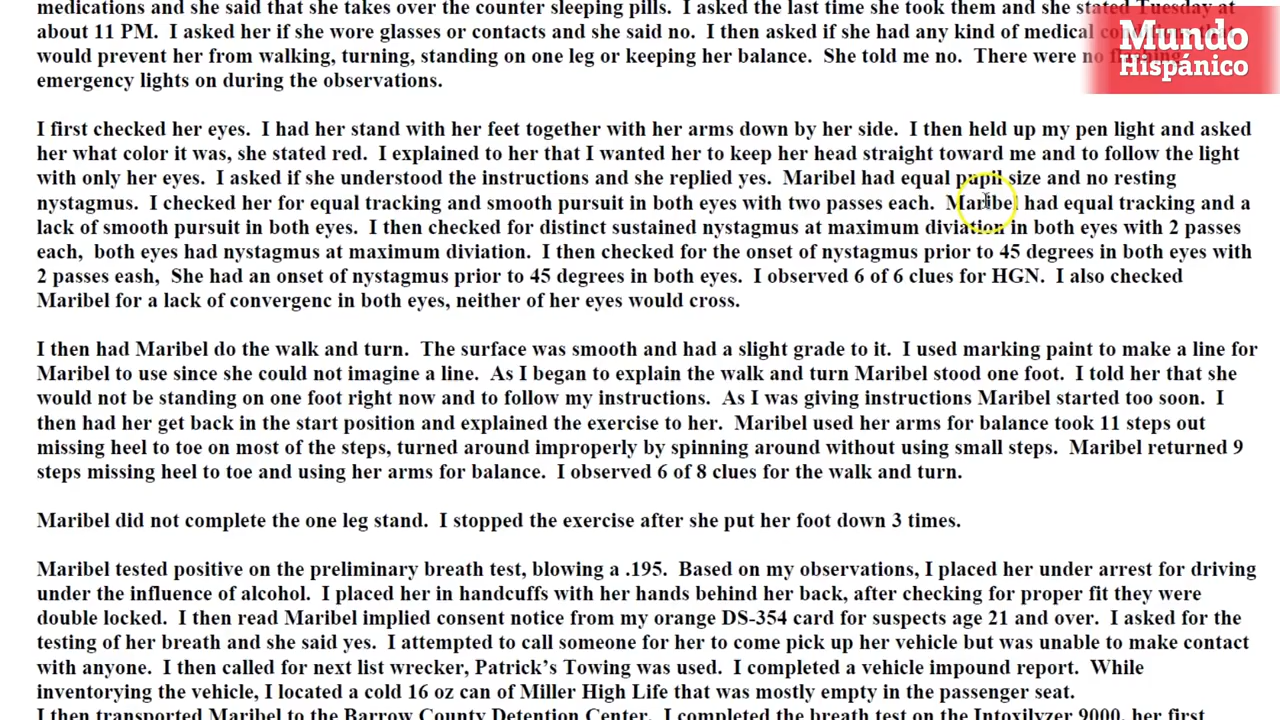 medications and she said that she takes over the counter sleeping pills.  I asked the last time she took them and she stated Tuesday at
about 11 PM.  I asked her if she wore glasses or contacts and she said no.  I then asked if she had any kind of medical
would prevent her from walking, turning, standing on one leg or keeping her balance.  She told me no.  There were no
emergency lights on during the observations.
Mundo
Hispánico
I first checked her eyes.  I had her stand with her feet together with her arms down by her side.  I then held up my pen light and asked
her what color it was, she stated red.  I explained to her that I wanted her to keep her head straight toward me and to follow the light
with only her eyes.  I asked if she understood the instructions and she replied yes.  Maribel had equal pupil size and no resting
nystagmus.  I checked her for equal tracking and smooth pursuit in both eyes with two passes each.  Maribel had equal tracking and a
lack of smooth pursuit in both eyes.  I then checked for distinct sustained nystagmus at maximum diviation in both eyes with 2 passes
each,  both eyes had nystagmus at maximum diviation.  I then checked for the onset of nystagmus prior to 45 degrees in both eyes with
2 passes eash,  She had an onset of nystagmus prior to 45 degrees in both eyes.  I observed 6 of 6 clues for HGN.  I also checked
Maribel for a lack of convergenc in both eyes, neither of her eyes would cross.
I then had Maribel do the walk and turn.  The surface was smooth and had a slight grade to it.  I used marking paint to make a line for
Maribel to use since she could not imagine a line.  As I began to explain the walk and turn Maribel stood one foot.  I told her that she
would not be standing on one foot right now and to follow my instructions.  As I was giving instructions Maribel started too soon.  I
then had her get back in the start position and explained the exercise to her.  Maribel used her arms for balance took 11 steps out
missing heel to toe on most of the steps, turned around improperly by spinning around without using small steps.  Maribel returned 9
steps missing heel to toe and using her arms for balance.  I observed 6 of 8 clues for the walk and turn.
Maribel did not complete the one leg stand.  I stopped the exercise after she put her foot down 3 times.
Maribel tested positive on the preliminary breath test, blowing a .195.  Based on my observations, I placed her under arrest for driving
under the influence of alcohol.  I placed her in handcuffs with her hands behind her back, after checking for proper fit they were
double locked.  I then read Maribel implied consent notice from my orange DS-354 card for suspects age 21 and over.  I asked for the
testing of her breath and she said yes.  I attempted to call someone for her to come pick up her vehicle but was unable to make contact
with anyone.  I then called for next list wrecker, Patrick's Towing was used.  I completed a vehicle impound report.  While
inventorying the vehicle, I located a cold 16 oz can of Miller High Life that was mostly empty in the passenger seat.
I then transported Maribel to the Barrow County Detention Center.  I completed the breath test on the Intoxilyzer 9000, her first